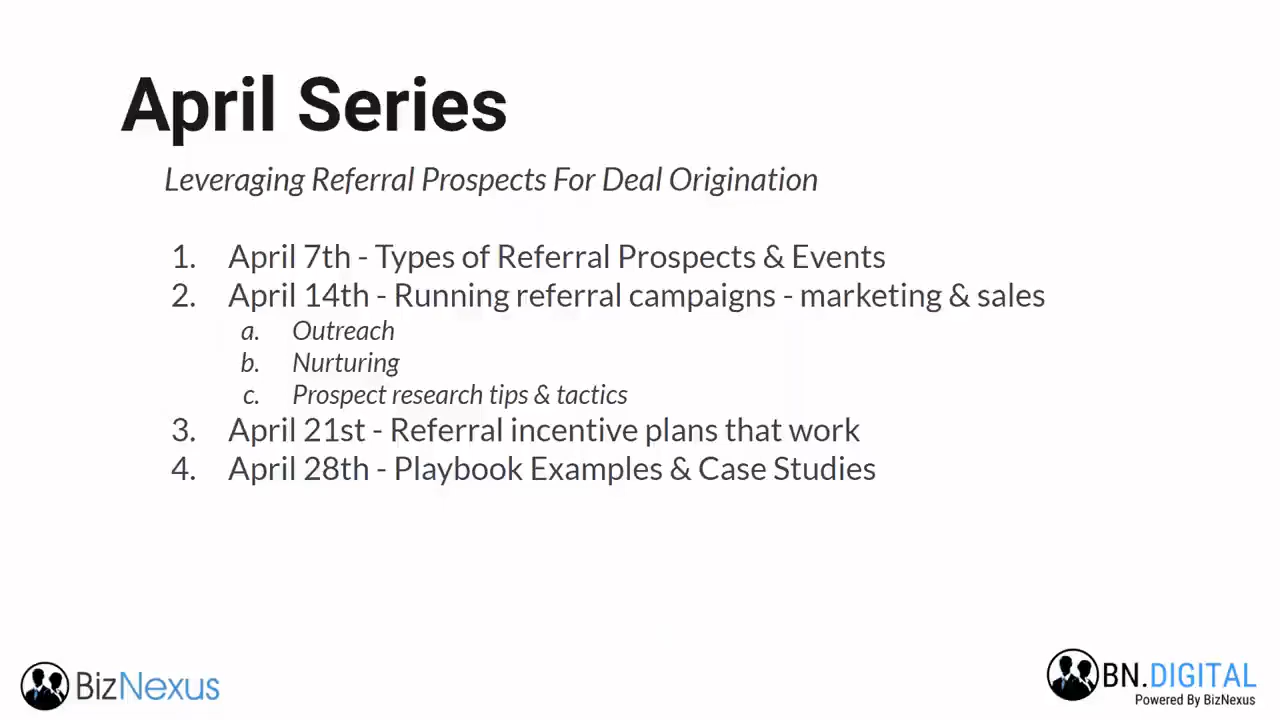 April Series
Leveraging Referral Prospects For Deal Origination
1. April 7th - Types of Referral Prospects & Events
2. April 14th - Running referral campaigns - marketing & sales
a. Outreach
b. Nurturing
c. Prospect research tips & tactics
3. April 21st - Referral incentive plans that work
4. April 28th - Playbook Examples & Case Studies
BizNexus
BN.DIGITAL
Powered By BizNexus